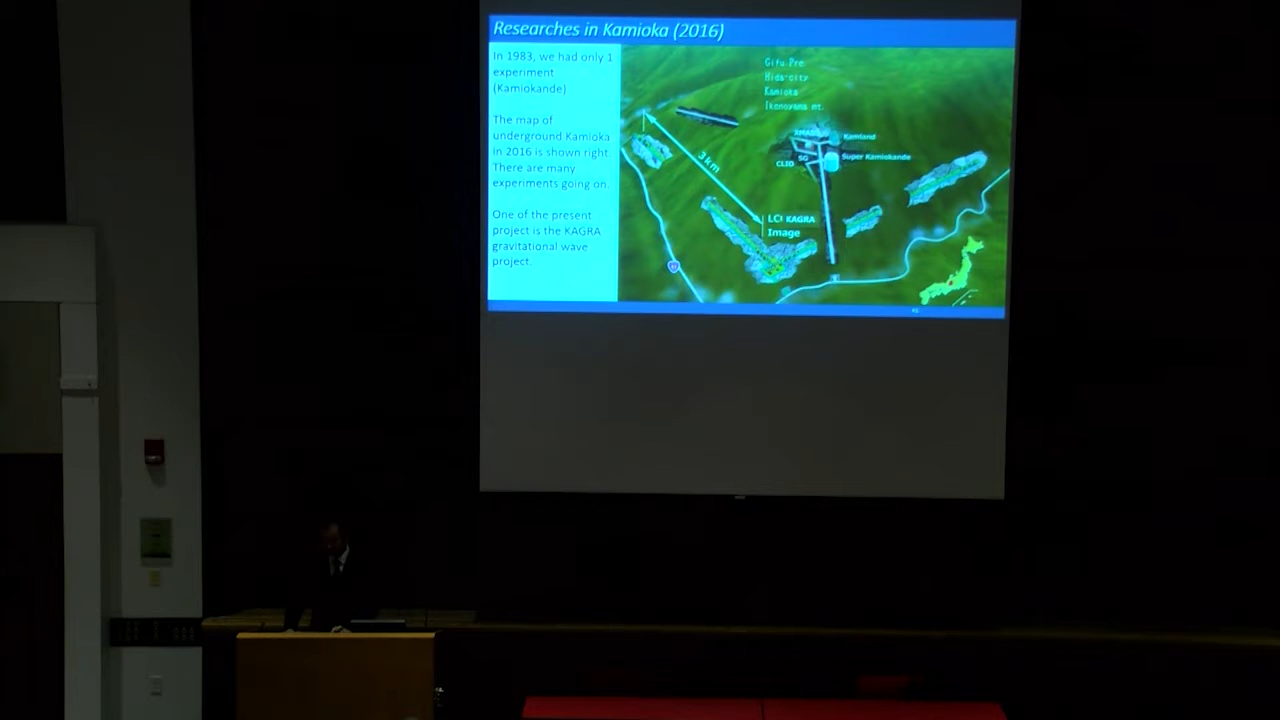 Researches in Kamioka (2016)
In 1983, we had only 1
experiment
(Kamiokande)
The map of
underground Kamioka
in 2016 is shown right.
There are many
experiments going on.
One of the present
project is the KAGRA
gravitational wave
project.
Gifu Pre.
Hida-city
Kamioka
Ikenoyama mt.
XMASS
Kamland
CLIO
SG
Super Kamiokande
3 km
KAGRA
Image